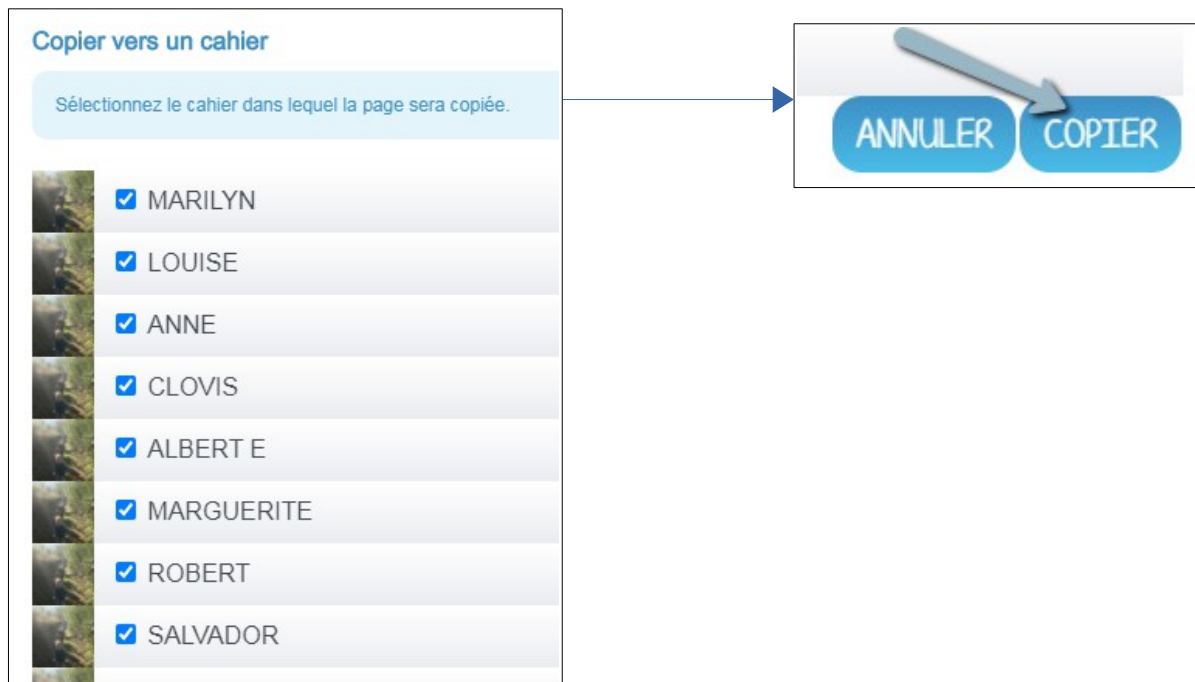 Copier vers un cahier
Sélectionnez le cahier dans lequel la page sera copiée.
MARILYN
LOUISE
ANNE
CLOVIS
ALBERT E
MARGUERITE
ROBERT
SALVADOR
ANNULER COPIER